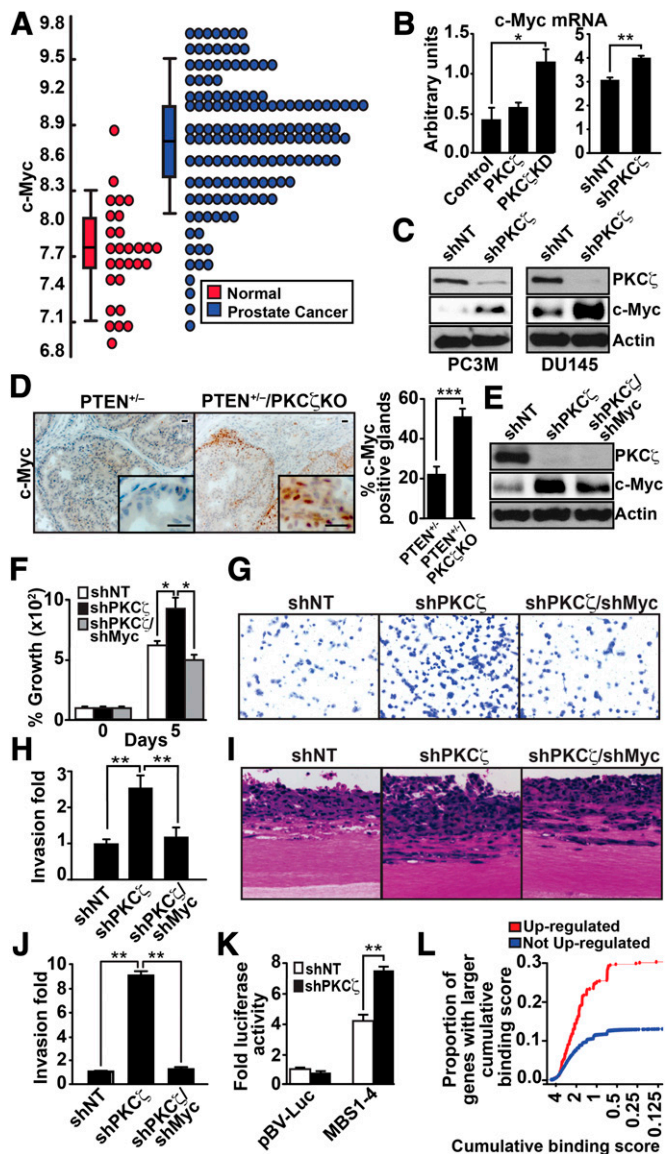 A
c-Myc
9.8
9.5
9.2
8.9
8.6
8.3
8.0
7.7
7.4
7.1
6.8
Normal
Prostate Cancer
B
c-Myc mRNA
Arbitrary units
1.5
1.0
0.5
0
*
Control
PKCζ
PKCζKD
5
4
3
2
1
0
**
shNT
shPKCζ
C
shNT
shPKCζ
shNT
shPKCζ
PKCζ
c-Myc
Actin
PC3M
DU145
D
PTEN+/–
PTEN+/–/PKCζKO
c-Myc
% c-Myc
positive glands
60
40
20
0
***
PTEN+/–
PTEN+/–/
PKCζKO
E
shNT
shPKCζ
shPKCζ/
shMyc
PKCζ
c-Myc
Actin
F
% Growth (x10²)
10
5
0
shNT
shPKCζ
shPKCζ/
shMyc
* *
0
5
Days
G
shNT
shPKCζ
shPKCζ/shMyc
H
Invasion fold
3
2
1
0
** **
shNT
shPKCζ
shPKCζ/
shMyc
I
shNT
shPKCζ
shPKCζ/shMyc
J
Invasion fold
10
8
6
4
2
0
** **
shNT
shPKCζ
shPKCζ/
shMyc
K
Fold luciferase
activity
8
6
4
2
0
shNT
shPKCζ
**
pBV-Luc
MBS1-4
L
Up-regulated
Not Up-regulated
Proportion of
genes with larger
cumulative
binding score
0.3
0.2
0.1
0.0
4
2
1
0.5
0.25
0.125
Cumulative binding score